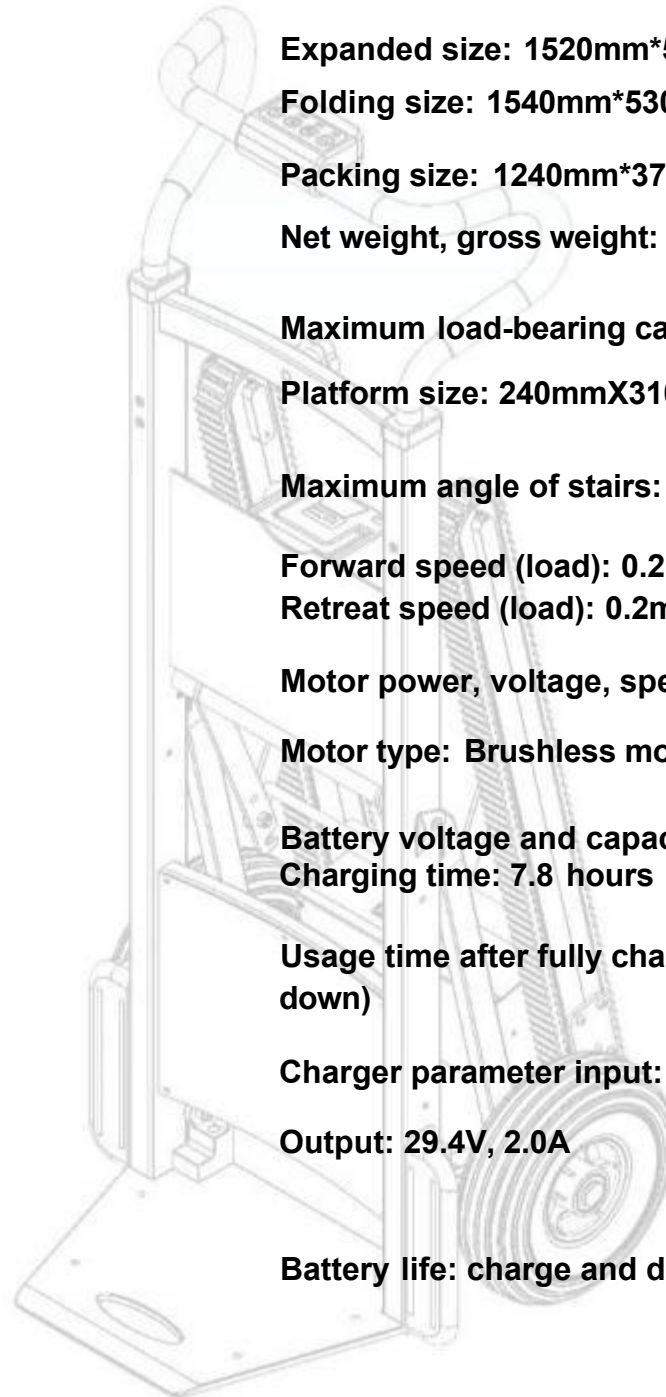 Expanded size: 1520mm*5
Folding size: 1540mm*530
Packing size: 1240mm*37
Net weight, gross weight:
Maximum load-bearing ca
Platform size: 240mmX310
Maximum angle of stairs:
Forward speed (load): 0.2
Retreat speed (load): 0.2m
Motor power, voltage, spe
Motor type: Brushless mo
Battery voltage and capac
Charging time: 7.8 hours
Usage time after fully cha
down)
Charger parameter input:
Output: 29.4V, 2.0A
Battery life: charge and d